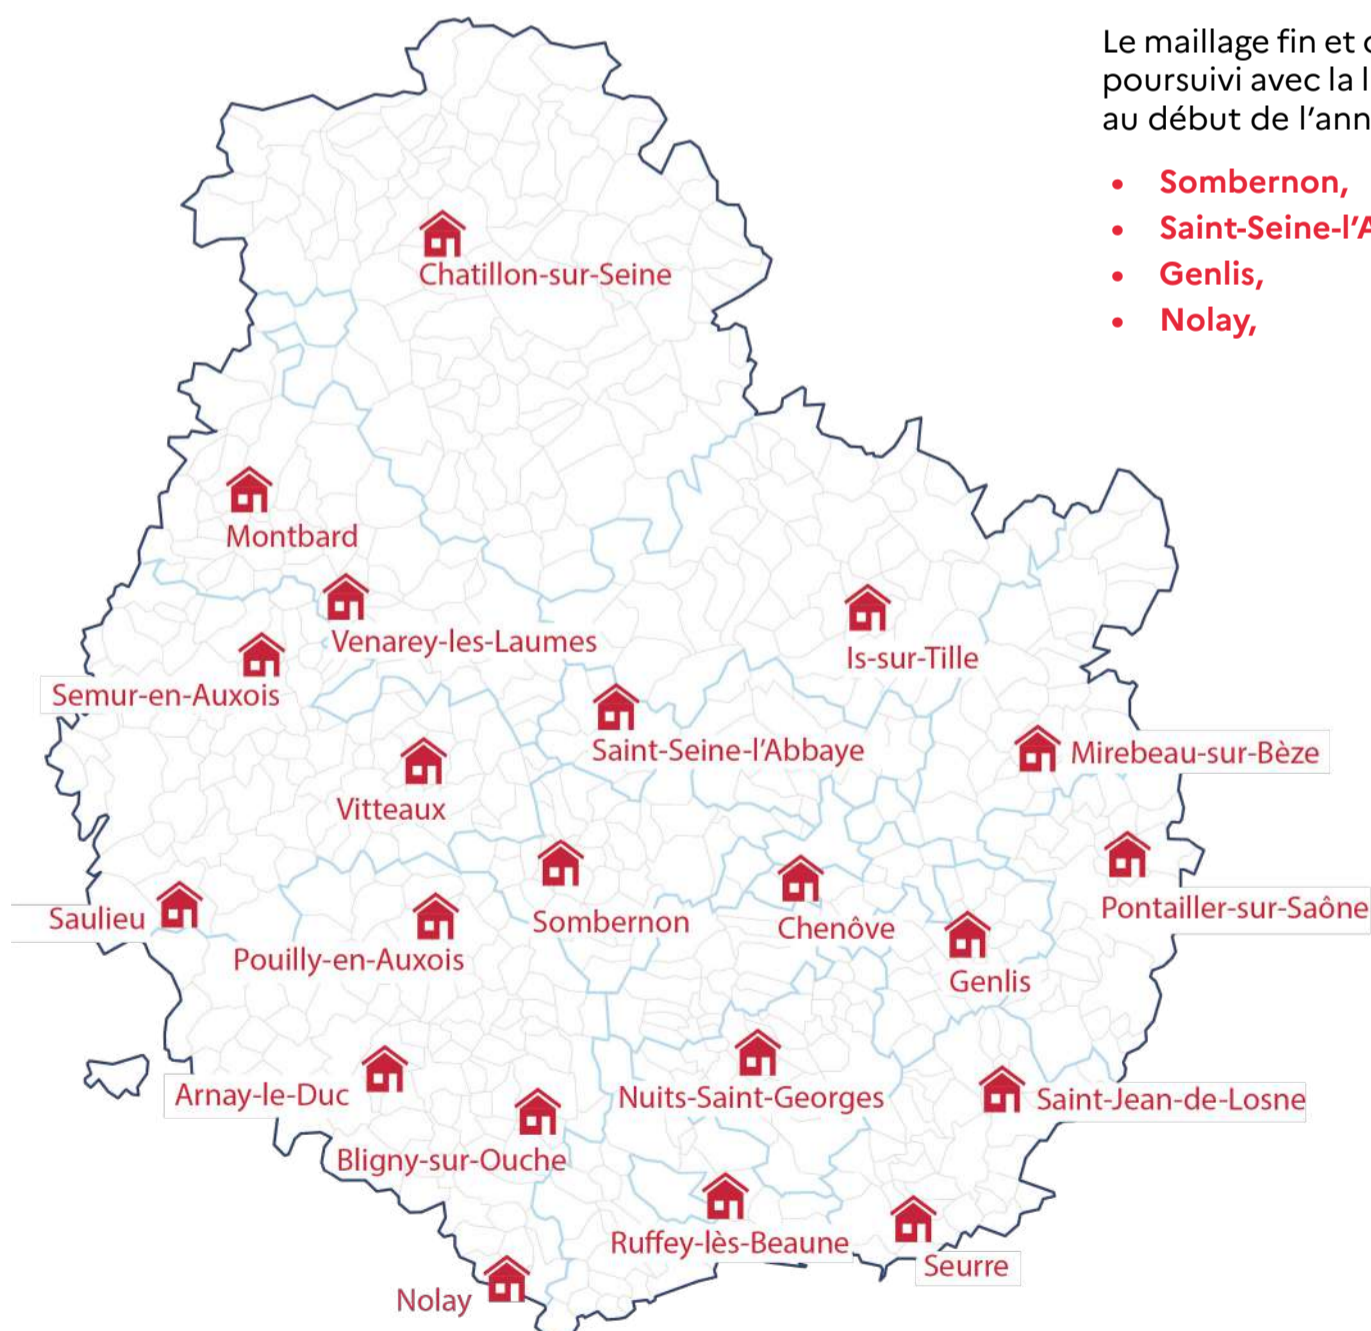 Le maillage fin et
poursuivi avec la
au début de l'ann
• Sombernon,
• Saint-Seine-l'A
• Genlis,
• Nolay,
Chatillon-sur-Seine
Montbard
Venarey-les-Laumes
Is-sur-Tille
Semur-en-Auxois
Saint-Seine-l'Abbaye
Mirebeau-sur-Bèze
Vitteaux
Pontailler-sur-Saône
Saulieu
Sombernon
Chenôve
Pouilly-en-Auxois
Genlis
Arnay-le-Duc
Nuits-Saint-Georges
Saint-Jean-de-Losne
Bligny-sur-Ouche
Ruffey-lès-Beaune
Seurre
Nolay